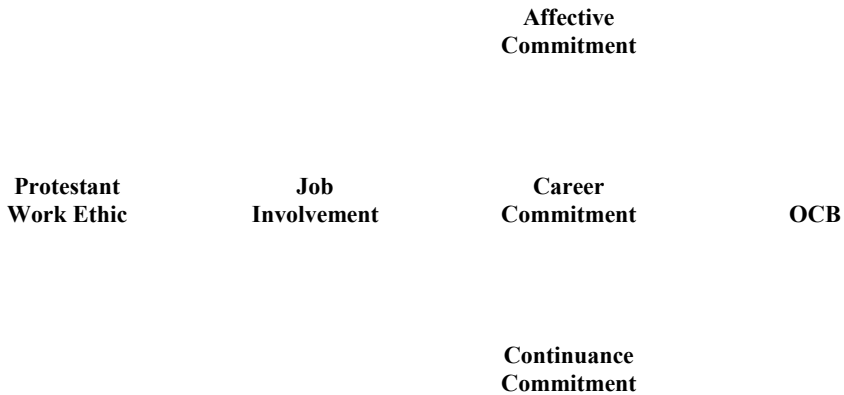 Affective
Commitment
Protestant
Work Ethic
Job
Involvement
Career
Commitment
OCB
Continuance
Commitment